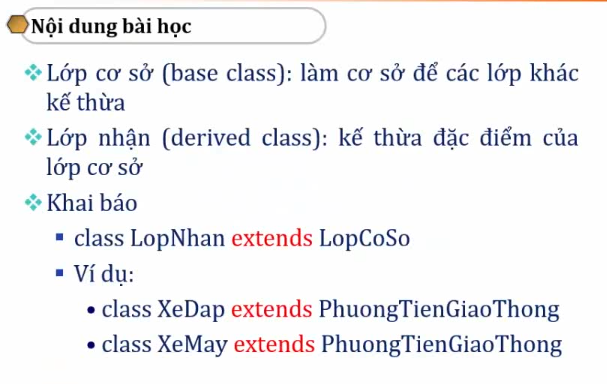 Nội dung bài học
Lớp cơ sở (base class): làm cơ sở để các lớp khác
kế thừa
Lớp nhận (derived class): kế thừa đặc điểm của
lớp cơ sở
Khai báo
class LopNhan extends LopCoSo
Ví dụ:
class XeDap extends PhuongTienGiaoThong
class XeMay extends PhuongTienGiaoThong